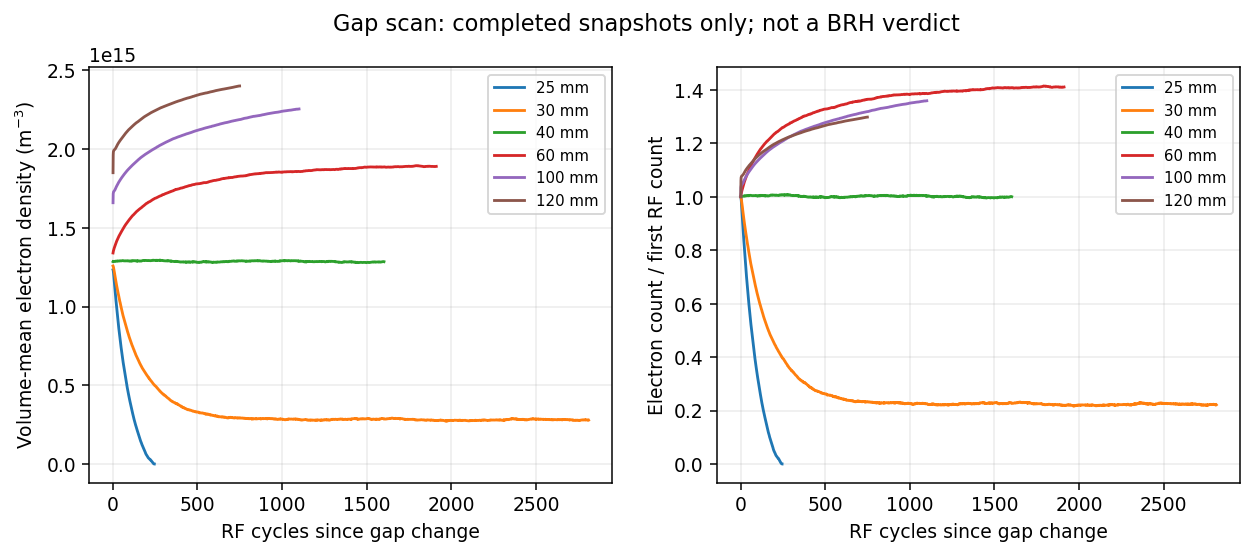 Gap scan: completed snapshots only; not a BRH verdict
1e15
2.5
2.0
1.5
1.0
0.5
0.0
Volume-mean electron density (m⁻³)
0
500
1000
1500
2000
2500
RF cycles since gap change
25 mm
30 mm
40 mm
60 mm
100 mm
120 mm
1.4
1.2
1.0
0.8
0.6
0.4
0.2
0.0
Electron count / first RF count
0
500
1000
1500
2000
2500
RF cycles since gap change
25 mm
30 mm
40 mm
60 mm
100 mm
120 mm